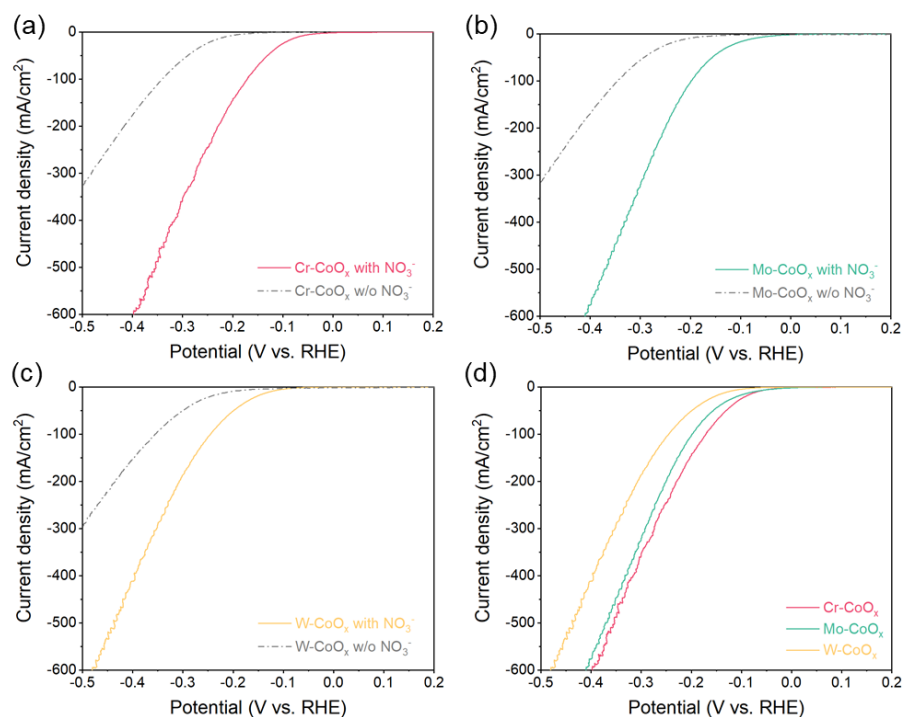 (a)
0
-100
-200
-300
-400
-500
-600
Current density (mA/cm²)
Cr-CoOₓ with NO₃⁻
Cr-CoOₓ w/o NO₃⁻
-0.5 -0.4 -0.3 -0.2 -0.1 0.0 0.1 0.2
Potential (V vs. RHE)
(b)
0
-100
-200
-300
-400
-500
-600
Current density (mA/cm²)
Mo-CoOₓ with NO₃⁻
Mo-CoOₓ w/o NO₃⁻
-0.5 -0.4 -0.3 -0.2 -0.1 0.0 0.1 0.2
Potential (V vs. RHE)
(c)
0
-100
-200
-300
-400
-500
-600
Current density (mA/cm²)
W-CoOₓ with NO₃⁻
W-CoOₓ w/o NO₃⁻
-0.5 -0.4 -0.3 -0.2 -0.1 0.0 0.1 0.2
Potential (V vs. RHE)
(d)
0
-100
-200
-300
-400
-500
-600
Current density (mA/cm²)
Cr-CoOₓ
Mo-CoOₓ
W-CoOₓ
-0.5 -0.4 -0.3 -0.2 -0.1 0.0 0.1 0.2
Potential (V vs. RHE)